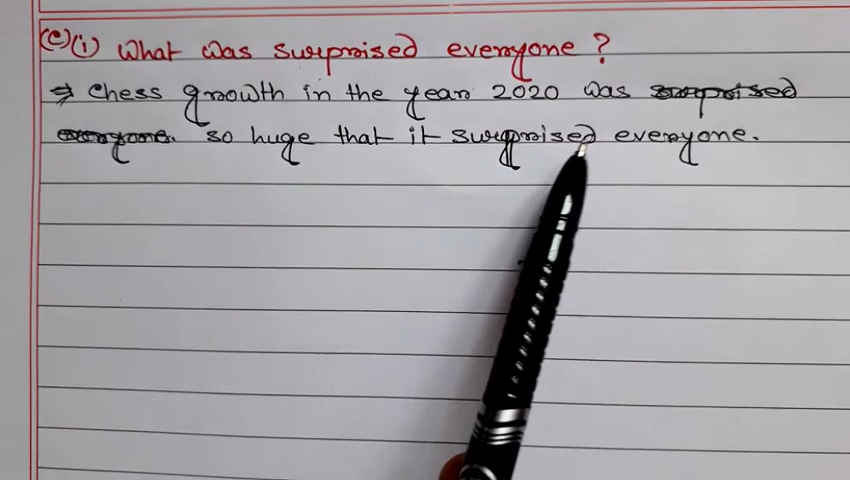 (c)(i) What was surprised everyone ?
⇒ Chess growth in the year 2020 was surprised
everyone. so huge that it surprised everyone.